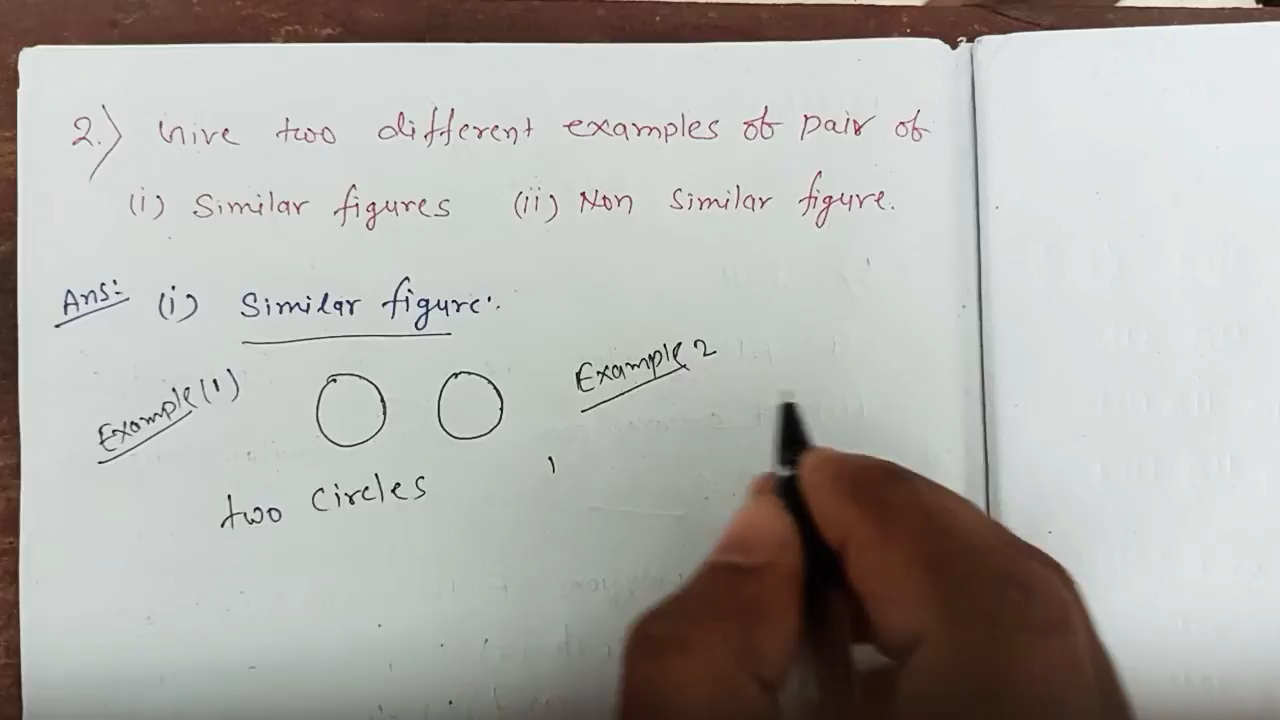 2.) Give two different examples of pair of
(i) Similar figures (ii) Non Similar figure.
Ans: (i) Similar figure:
Example (1)
two Circles
Example 2